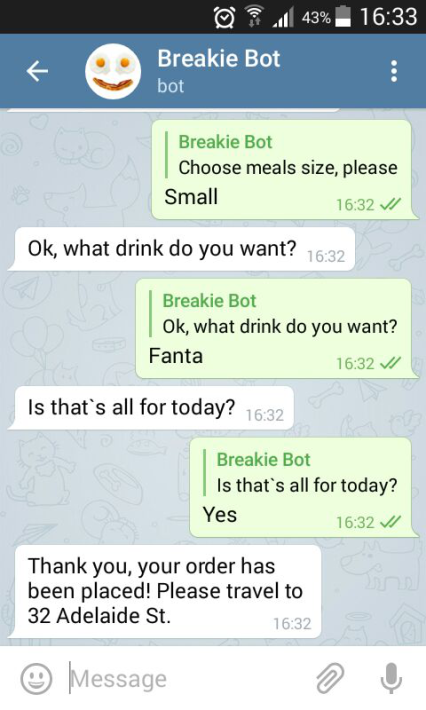 43% 16:33
Breakie Bot
bot
Breakie Bot
Choose meals size, please
Small
16:32
Ok, what drink do you want? 16:32
Breakie Bot
Ok, what drink do you want?
Fanta
16:32
Is that`s all for today? 16:32
Breakie Bot
Is that`s all for today?
Yes
16:32
Thank you, your order has
been placed! Please travel to
32 Adelaide St.
16:32
Message